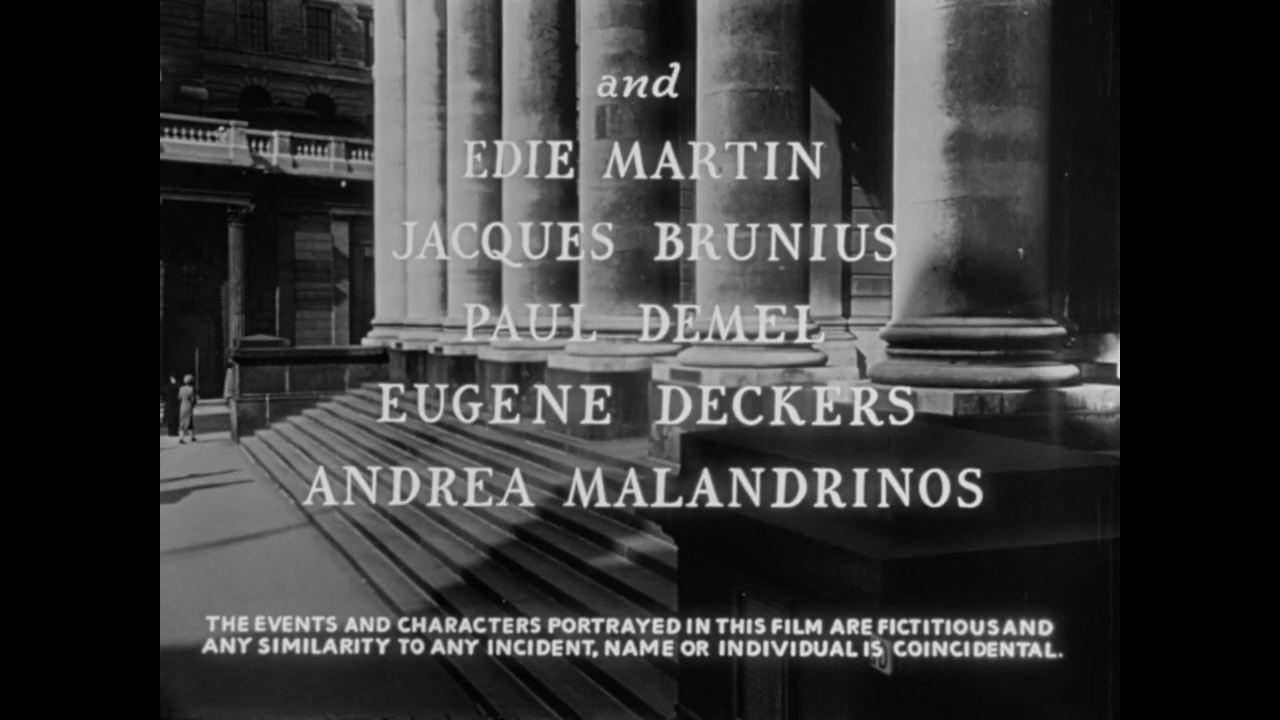 and
EDIE MARTIN
JACQUES BRUNIUS
PAUL DEMEL
EUGENE DECKERS
ANDREA MALANDRINOS
THE EVENTS AND CHARACTERS PORTRAYED IN THIS FILM ARE FICTITIOUS AND
ANY SIMILARITY TO ANY INCIDENT, NAME OR INDIVIDUAL IS COINCIDENTAL.